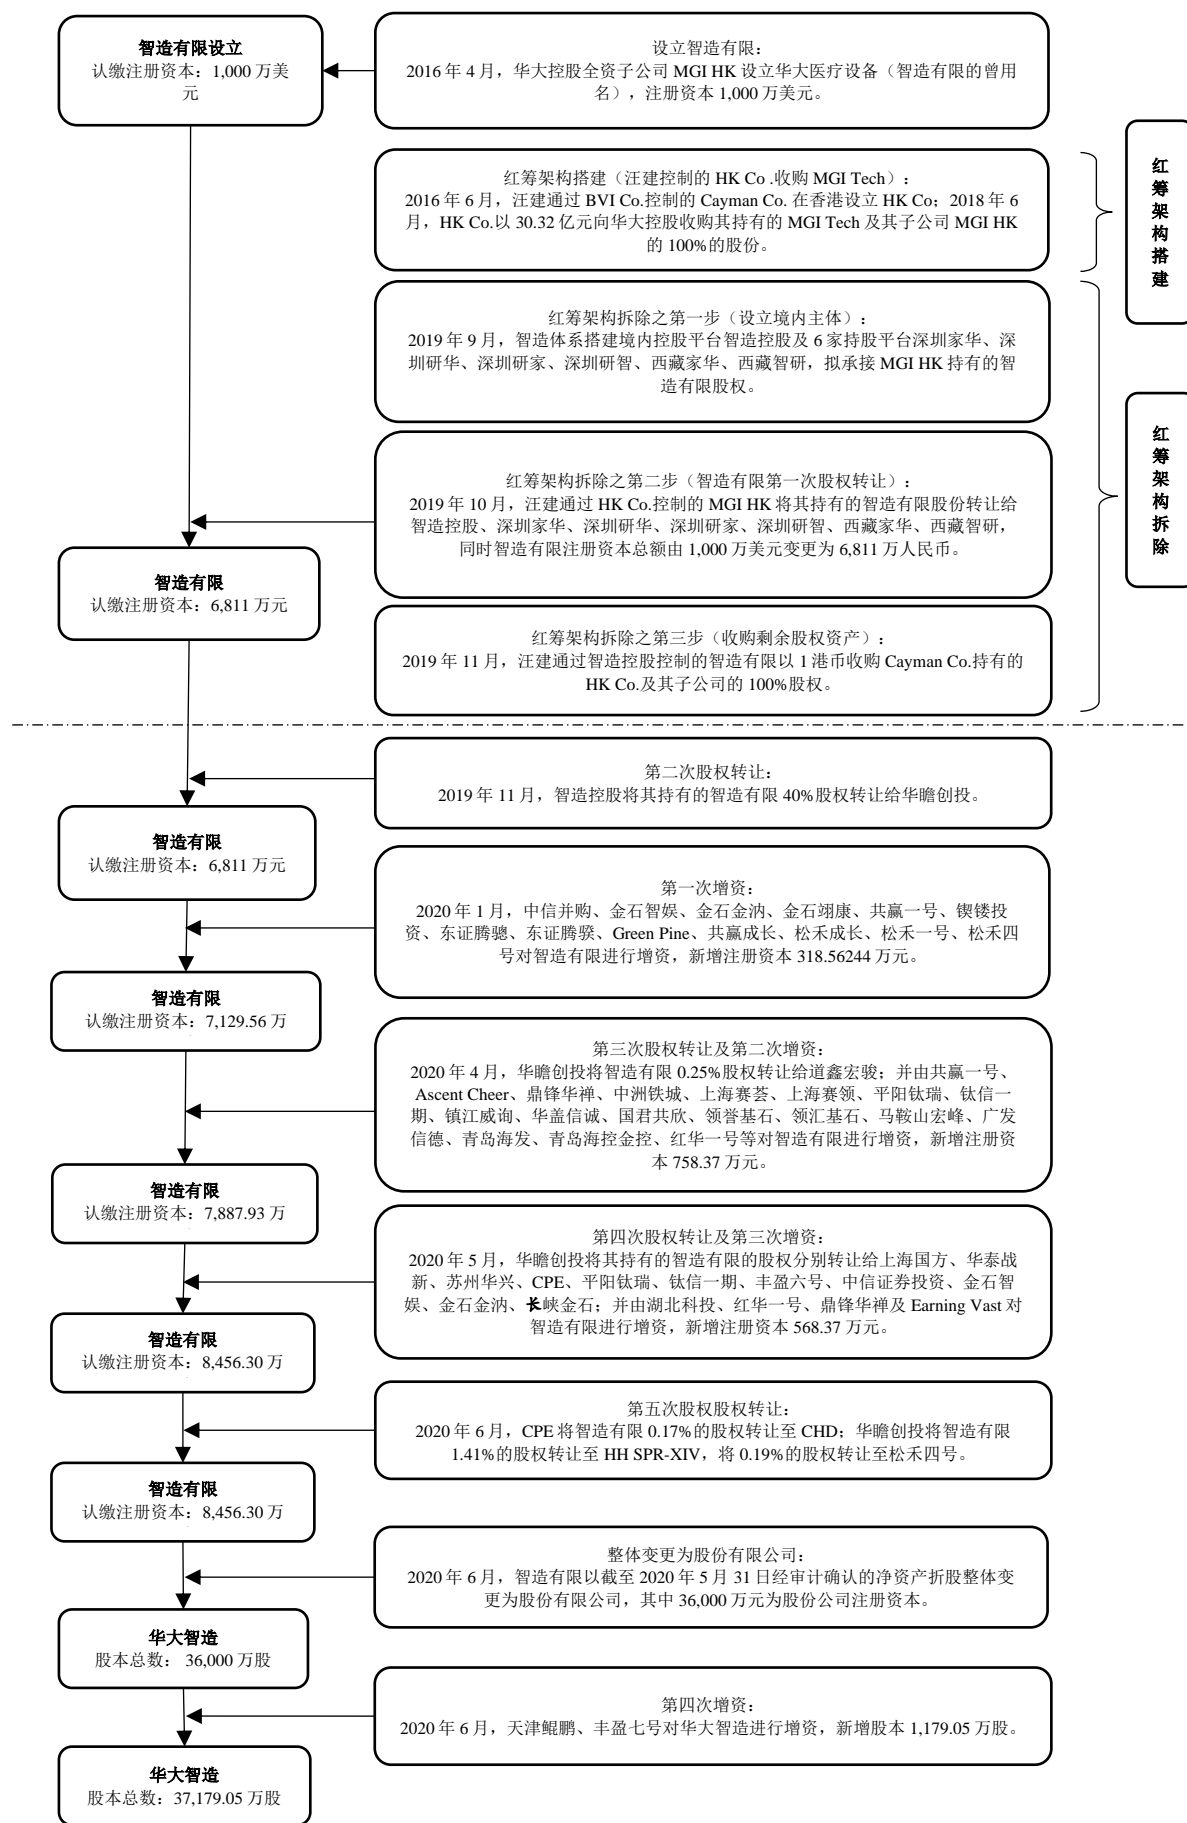 智造有限设立
认缴注册资本：1,000 万美
元
设立智造有限：
2016 年 4 月，华大控股全资子公司 MGI HK 设立华大医疗设备（智造有限的曾用
名），注册资本 1,000 万美元。
红筹架构搭建（汪建控制的 HK Co .收购 MGI Tech）：
2016 年 6 月，汪建通过 BVI Co.控制的 Cayman Co. 在香港设立 HK Co；2018 年 6
月，HK Co.以 30.32 亿元向华大控股收购其持有的 MGI Tech 及其子公司 MGI HK
的 100%的股份。
红
筹
架
构
搭
建
红筹架构拆除之第一步（设立境内主体）：
2019 年 9 月，智造体系搭建境内控股平台智造控股及 6 家持股平台深圳家华、深
圳研华、深圳研家、深圳研智、西藏家华、西藏智研，拟承接 MGI HK 持有的智
造有限股权。
红
筹
架
构
拆
除
红筹架构拆除之第二步（智造有限第一次股权转让）：
2019 年 10 月，汪建通过 HK Co.控制的 MGI HK 将其持有的智造有限股份转让给
智造控股、深圳家华、深圳研华、深圳研家、深圳研智、西藏家华、西藏智研，
同时智造有限注册资本总额由 1,000 万美元变更为 6,811 万人民币。
智造有限
认缴注册资本：6,811 万元
红筹架构拆除之第三步（收购剩余股权资产）：
2019 年 11 月，汪建通过智造控股控制的智造有限以 1 港币收购 Cayman Co.持有的
HK Co.及其子公司的 100%股权。
第二次股权转让：
2019 年 11 月，智造控股将其持有的智造有限 40%股权转让给华瞻创投。
智造有限
认缴注册资本：6,811 万元
第一次增资：
2020 年 1 月，中信并购、金石智娱、金石金汭、金石翊康、共赢一号、锲镂投
资、东证腾骢、东证腾骙、Green Pine、共赢成长、松禾成长、松禾一号、松禾四
号对智造有限进行增资，新增注册资本 318.56244 万元。
智造有限
认缴注册资本：7,129.56 万
第三次股权转让及第二次增资：
2020 年 4 月，华瞻创投将智造有限 0.25%股权转让给道鑫宏骏；并由共赢一号、
Ascent Cheer、鼎锋华禅、中洲铁城、上海赛荟、上海赛领、平阳钛瑞、钛信一
期、镇江威询、华盖信诚、国君共欣、领誉基石、领汇基石、马鞍山宏峰、广发
信德、青岛海发、青岛海控金控、红华一号等对智造有限进行增资，新增注册资
本 758.37 万元。
智造有限
认缴注册资本：7,887.93 万
第四次股权转让及第三次增资：
2020 年 5 月，华瞻创投将其持有的智造有限的股权分别转让给上海国方、华泰战
新、苏州华兴、CPE、平阳钛瑞、钛信一期、丰盈六号、中信证券投资、金石智
娱、金石金汭、长峡金石；并由湖北科投、红华一号、鼎锋华禅及 Earning Vast 对
智造有限进行增资，新增注册资本 568.37 万元。
智造有限
认缴注册资本：8,456.30 万
第五次股权股权转让：
2020 年 6 月，CPE 将智造有限 0.17%的股权转让至 CHD；华瞻创投将智造有限
1.41%的股权转让至 HH SPR-XIV，将 0.19%的股权转让至松禾四号。
智造有限
认缴注册资本：8,456.30 万
整体变更为股份有限公司：
2020 年 6 月，智造有限以截至 2020 年 5 月 31 日经审计确认的净资产折股整体变
更为股份有限公司，其中 36,000 万元为股份公司注册资本。
华大智造
股本总数： 36,000 万股
第四次增资：
2020 年 6 月，天津鲲鹏、丰盈七号对华大智造进行增资，新增股本 1,179.05 万股。
华大智造
股本总数：37,179.05 万股